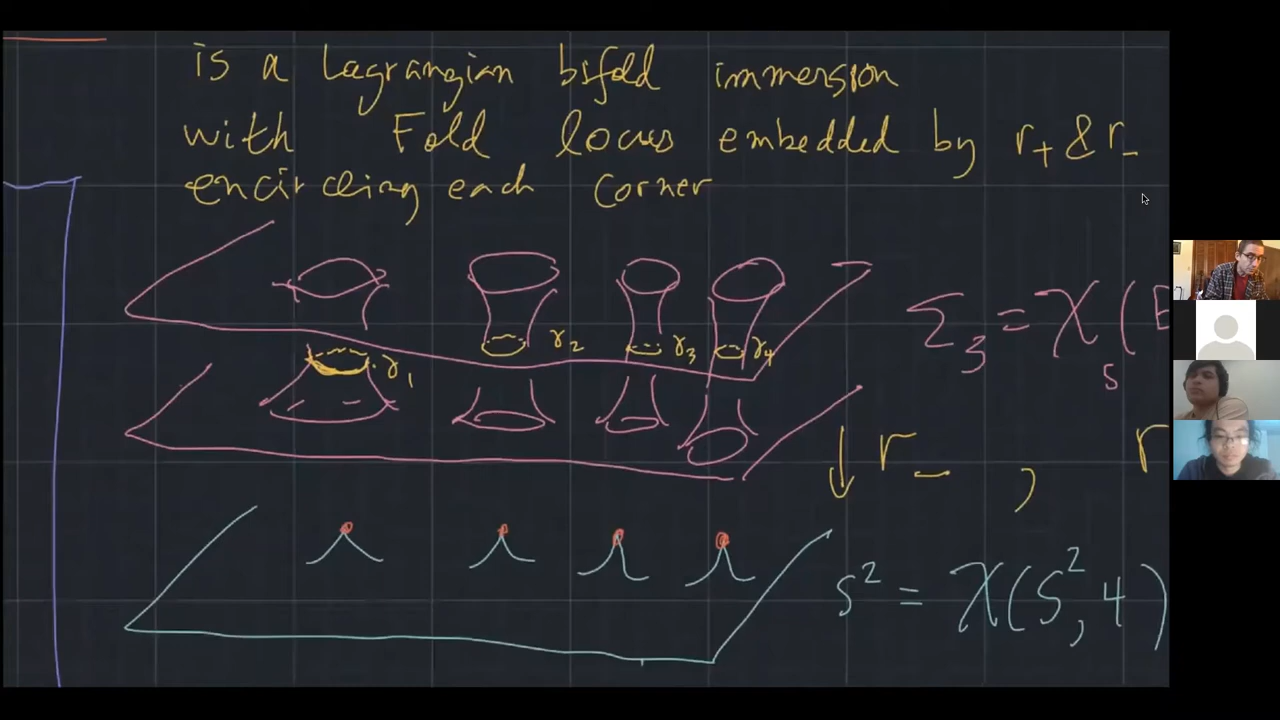 is a Lagrangian bifold immersion
with Fold locus embedded by r₊ & r₋
encircling each corner
γ₁ γ₂ γ₃ γ₄
Σ₃ = χ (
s
↓ r₋ , r
S² = χ(S², 4)